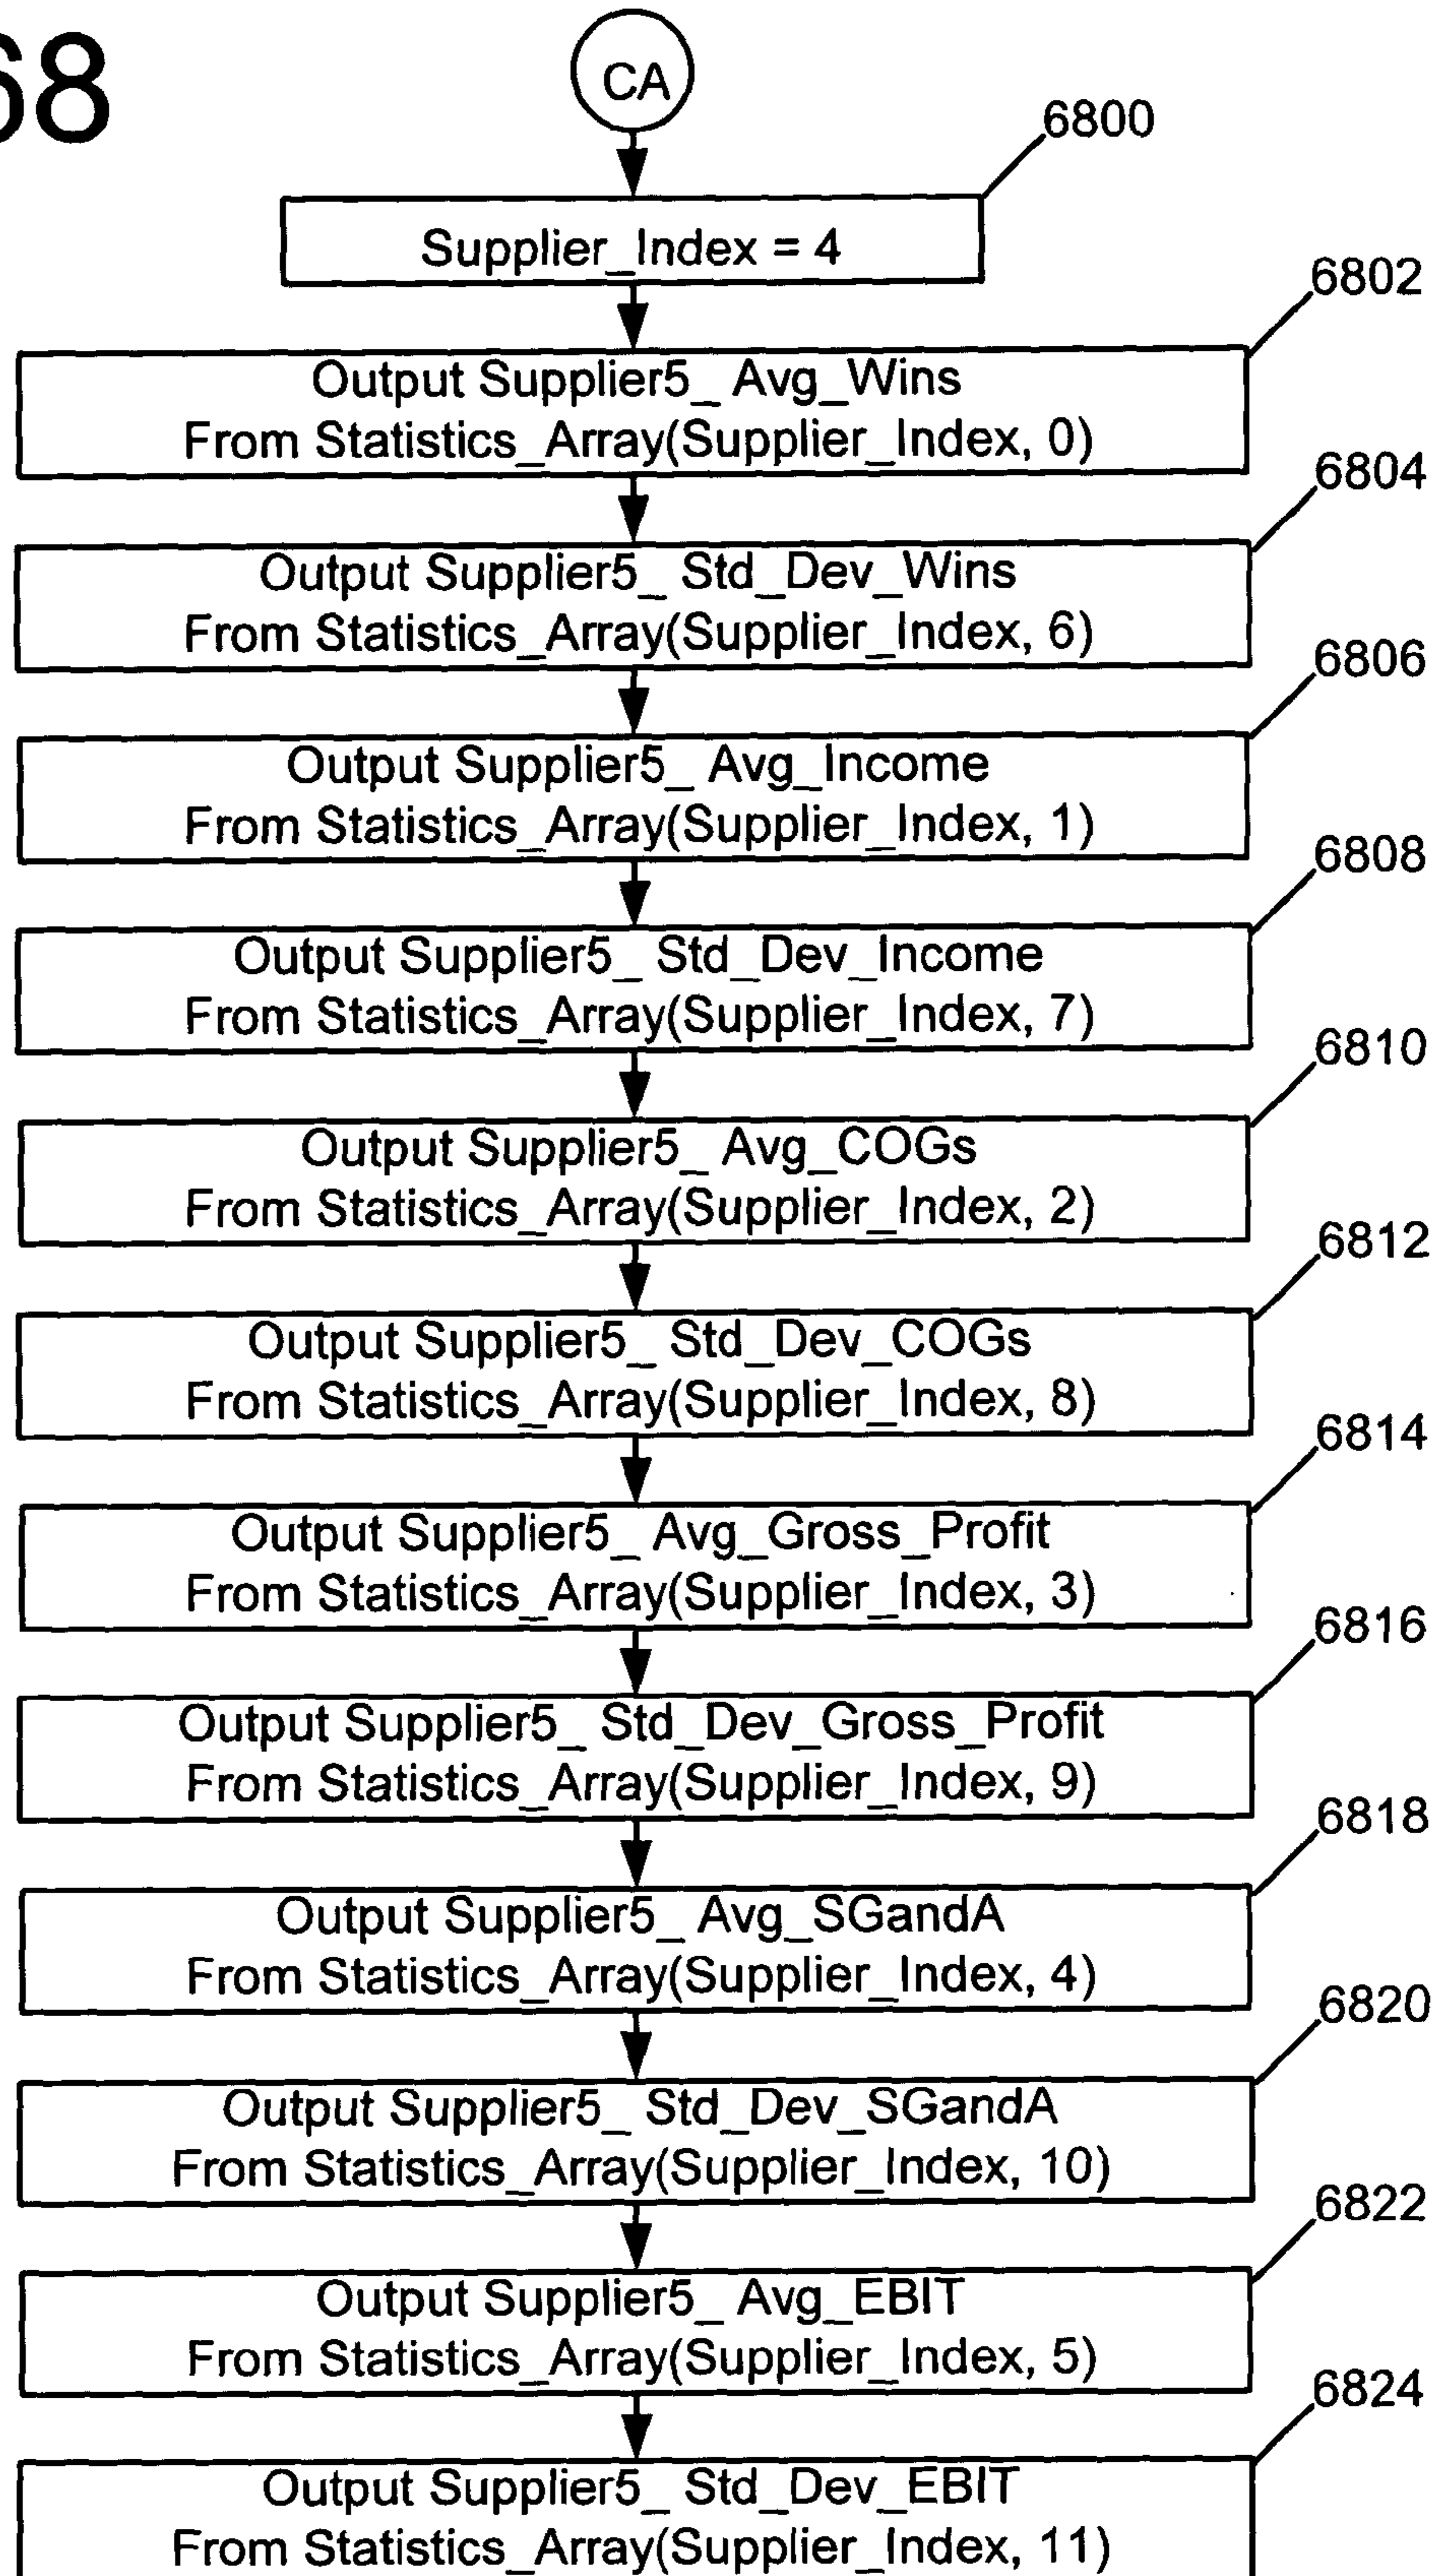 68
CA
6800
Supplier_Index = 4
6802
Output Supplier5_ Avg_Wins
From Statistics_Array(Supplier_Index, 0)
6804
Output Supplier5_ Std_Dev_Wins
From Statistics_Array(Supplier_Index, 6)
6806
Output Supplier5_ Avg_Income
From Statistics_Array(Supplier_Index, 1)
6808
Output Supplier5_ Std_Dev_Income
From Statistics_Array(Supplier_Index, 7)
6810
Output Supplier5_ Avg_COGs
From Statistics_Array(Supplier_Index, 2)
6812
Output Supplier5_ Std_Dev_COGs
From Statistics_Array(Supplier_Index, 8)
6814
Output Supplier5_ Avg_Gross_Profit
From Statistics_Array(Supplier_Index, 3)
6816
Output Supplier5_ Std_Dev_Gross_Profit
From Statistics_Array(Supplier_Index, 9)
6818
Output Supplier5_ Avg_SGandA
From Statistics_Array(Supplier_Index, 4)
6820
Output Supplier5_ Std_Dev_SGandA
From Statistics_Array(Supplier_Index, 10)
6822
Output Supplier5_ Avg_EBIT
From Statistics_Array(Supplier_Index, 5)
6824
Output Supplier5_ Std_Dev_EBIT
From Statistics_Array(Supplier_Index, 11)